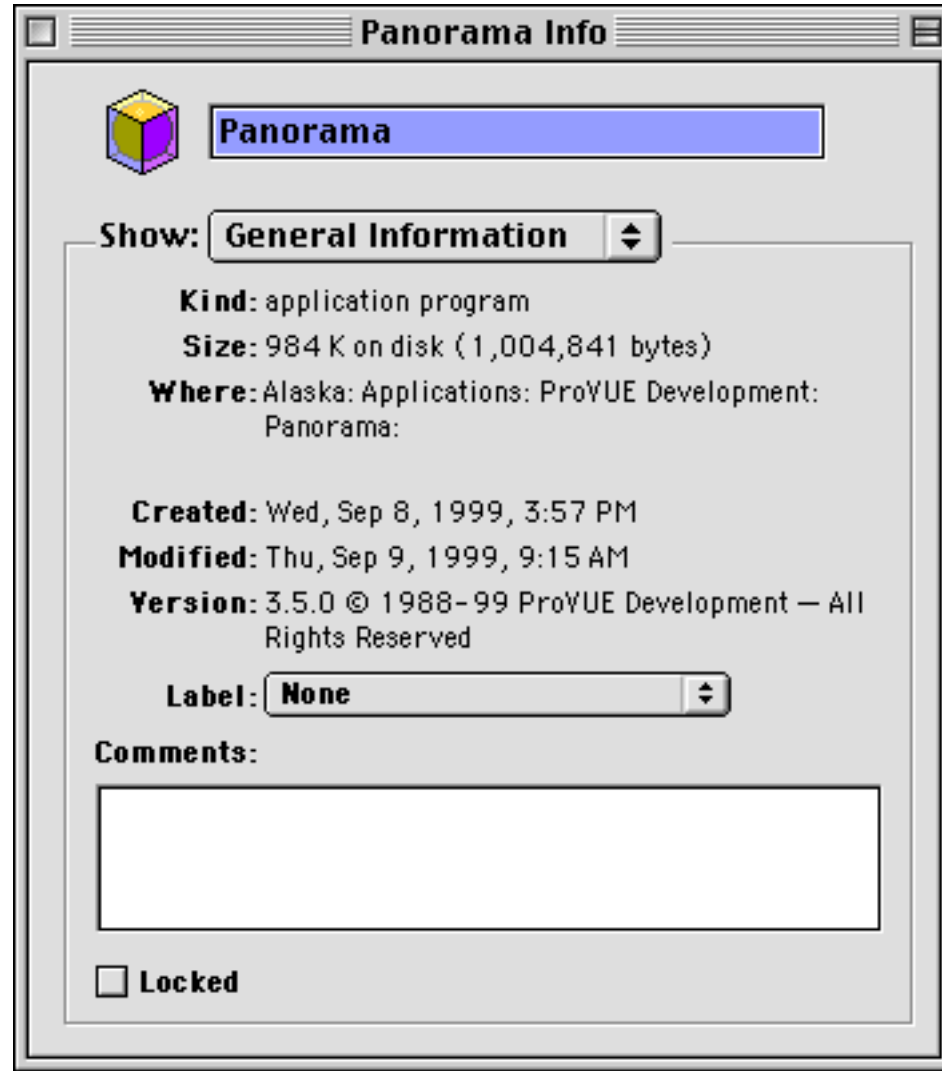 Panorama Info
Panorama
Show: General Information
Kind: application program
Size: 984 K on disk (1,004,841 bytes)
Where: Alaska: Applications: ProVUE Development:
Panorama:
Created: Wed, Sep 8, 1999, 3:57 PM
Modified: Thu, Sep 9, 1999, 9:15 AM
Version: 3.5.0 © 1988-99 ProVUE Development — All
Rights Reserved
Label: None
Comments:
Locked